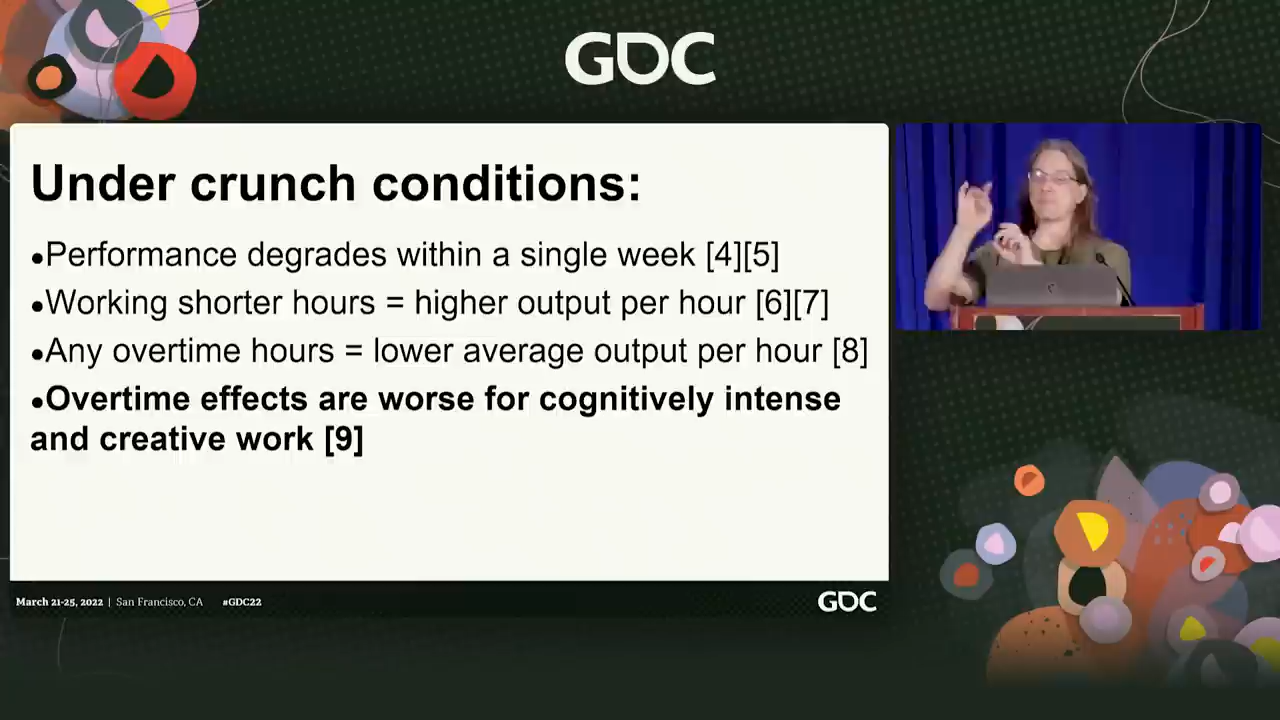 GDC
Under crunch conditions:
•Performance degrades within a single week [4][5]
•Working shorter hours = higher output per hour [6][7]
•Any overtime hours = lower average output per hour [8]
•Overtime effects are worse for cognitively intense
and creative work [9]
March 21-25, 2022 | San Francisco, CA #GDC22
GDC